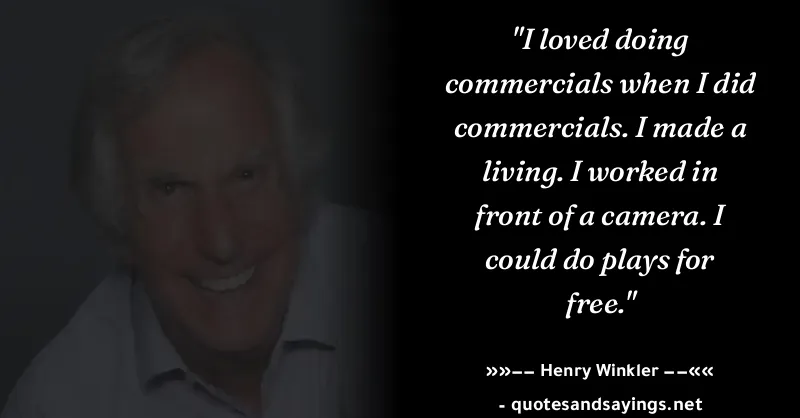 "I loved doing
commercials when I did
commercials. I made a
living. I worked in
front of a camera. I
could do plays for
free."
»»−− Henry Winkler −−««
- quotesandsayings.net